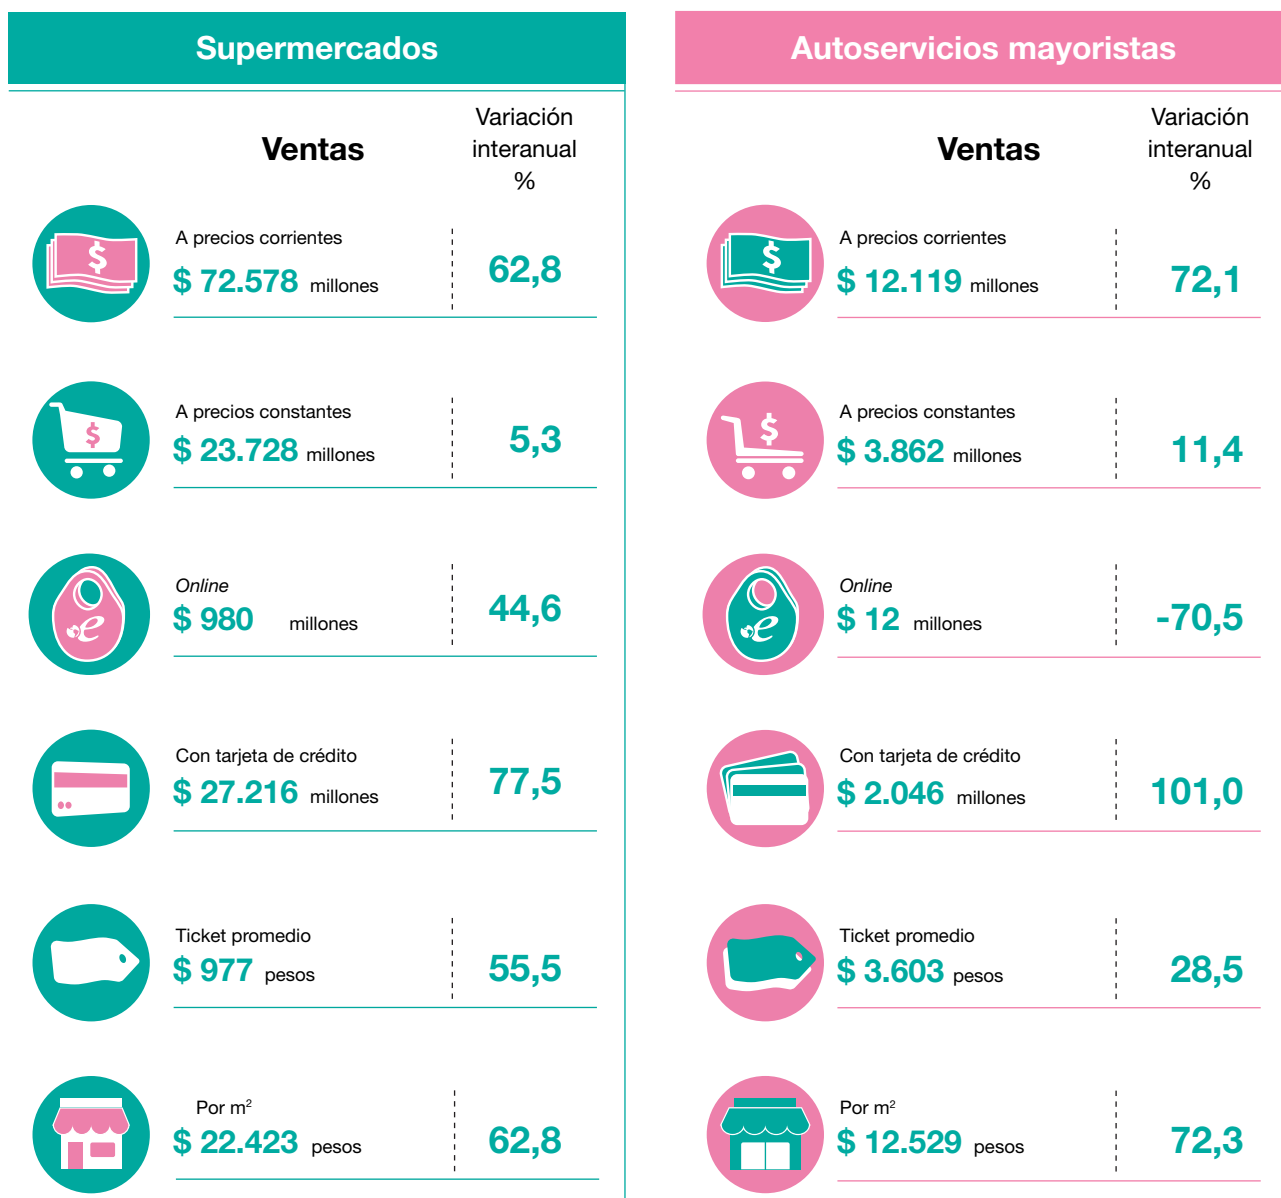 Supermercados
Ventas
Variación
interanual
%
A precios corrientes
$ 72.578 millones
62,8
A precios constantes
$ 23.728 millones
5,3
Online
$ 980 millones
44,6
Con tarjeta de crédito
$ 27.216 millones
77,5
Ticket promedio
$ 977 pesos
55,5
Por m²
$ 22.423 pesos
62,8
Autoservicios mayoristas
Ventas
Variación
interanual
%
A precios corrientes
$ 12.119 millones
72,1
A precios constantes
$ 3.862 millones
11,4
Online
$ 12 millones
-70,5
Con tarjeta de crédito
$ 2.046 millones
101,0
Ticket promedio
$ 3.603 pesos
28,5
Por m²
$ 12.529 pesos
72,3